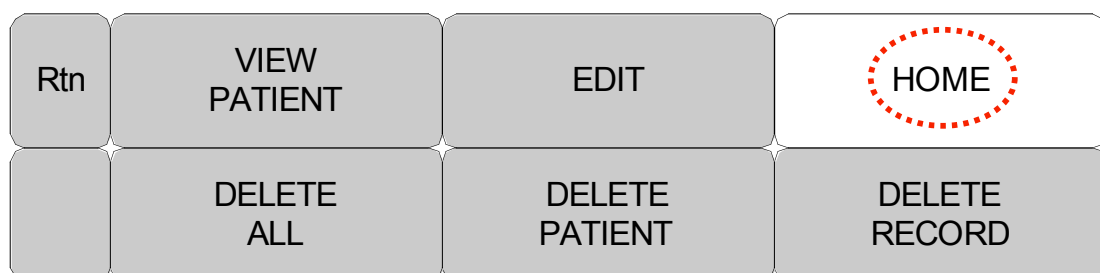 Rtn
VIEW
PATIENT
EDIT
HOME
DELETE
ALL
DELETE
PATIENT
DELETE
RECORD